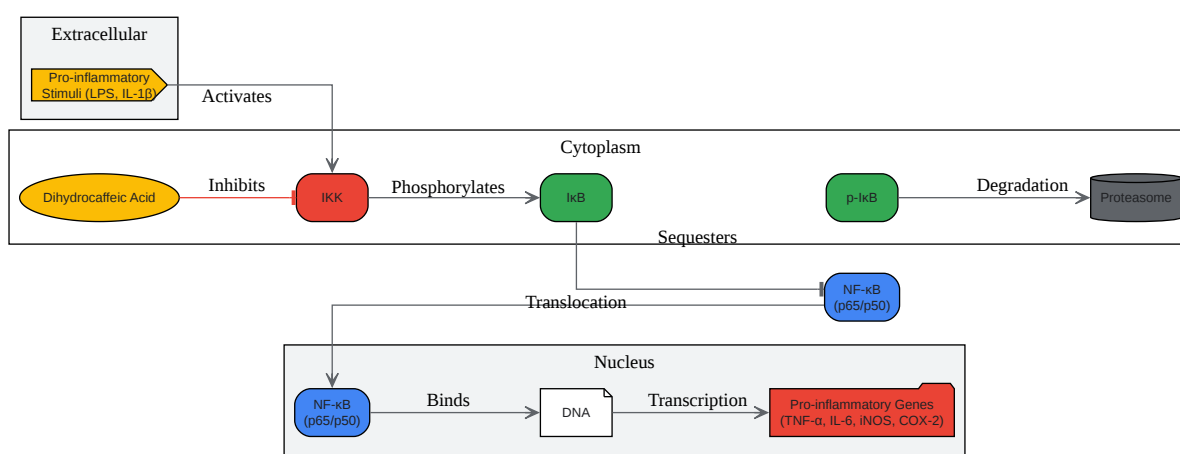 Extracellular
Pro-inflammatory
Stimuli (LPS, IL-1β)
Activates
Cytoplasm
Dihydrocaffeic Acid
Inhibits
IKK
Phosphorylates
IκB
p-IκB
Degradation
Proteasome
Sequesters
NF-κB
(p65/p50)
Translocation
Nucleus
NF-κB
(p65/p50)
Binds
DNA
Transcription
Pro-inflammatory Genes
(TNF-α, IL-6, iNOS, COX-2)